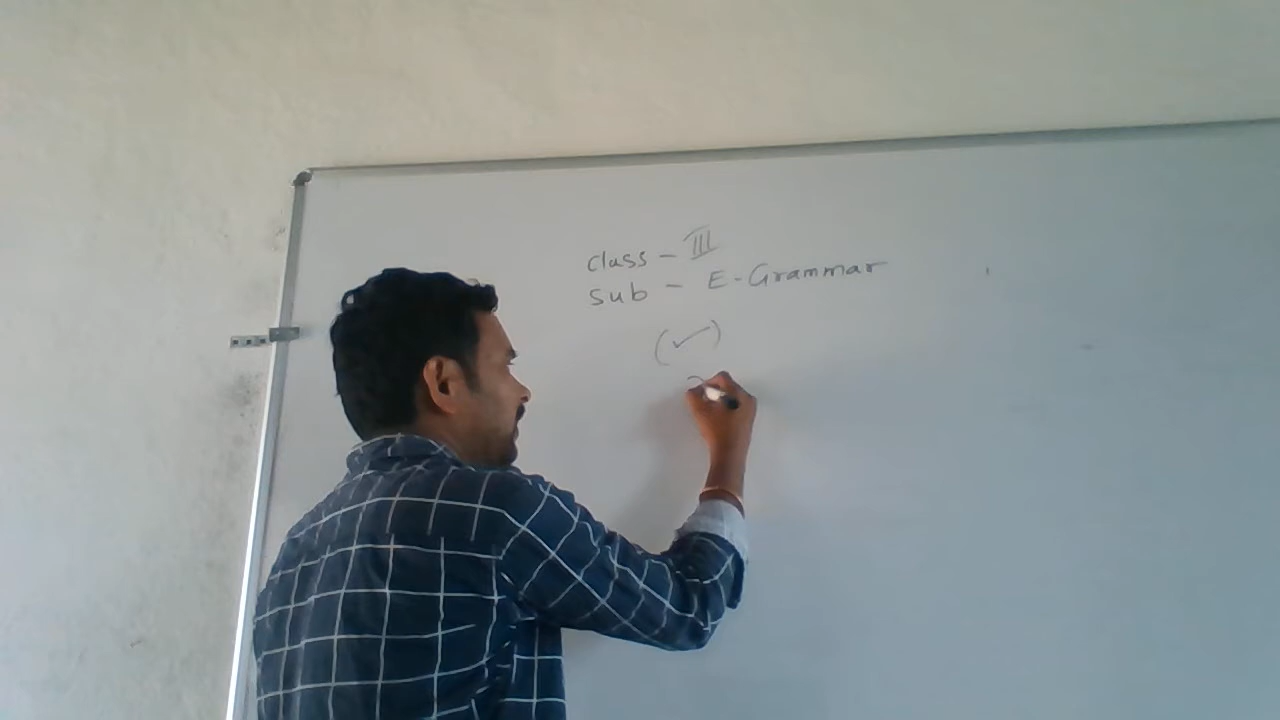 class - III
Sub - E-Grammar
(✓)